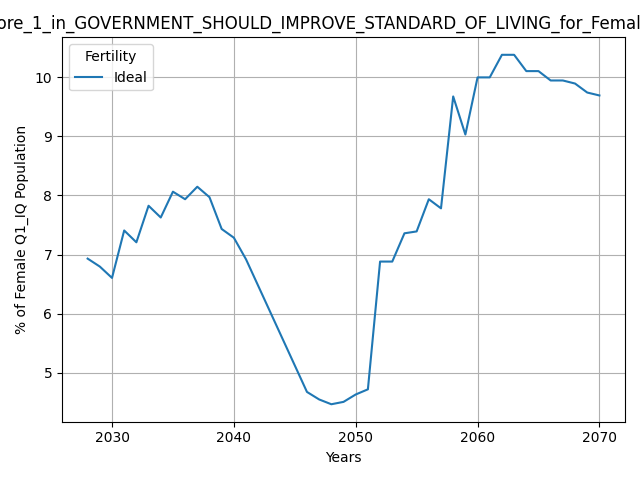 ore_1_in_GOVERNMENT_SHOULD_IMPROVE_STANDARD_OF_LIVING_for_Femal
Fertility
Ideal
% of Female Q1_IQ Population
10
9
8
7
6
5
2030 2040 2050 2060 2070
Years